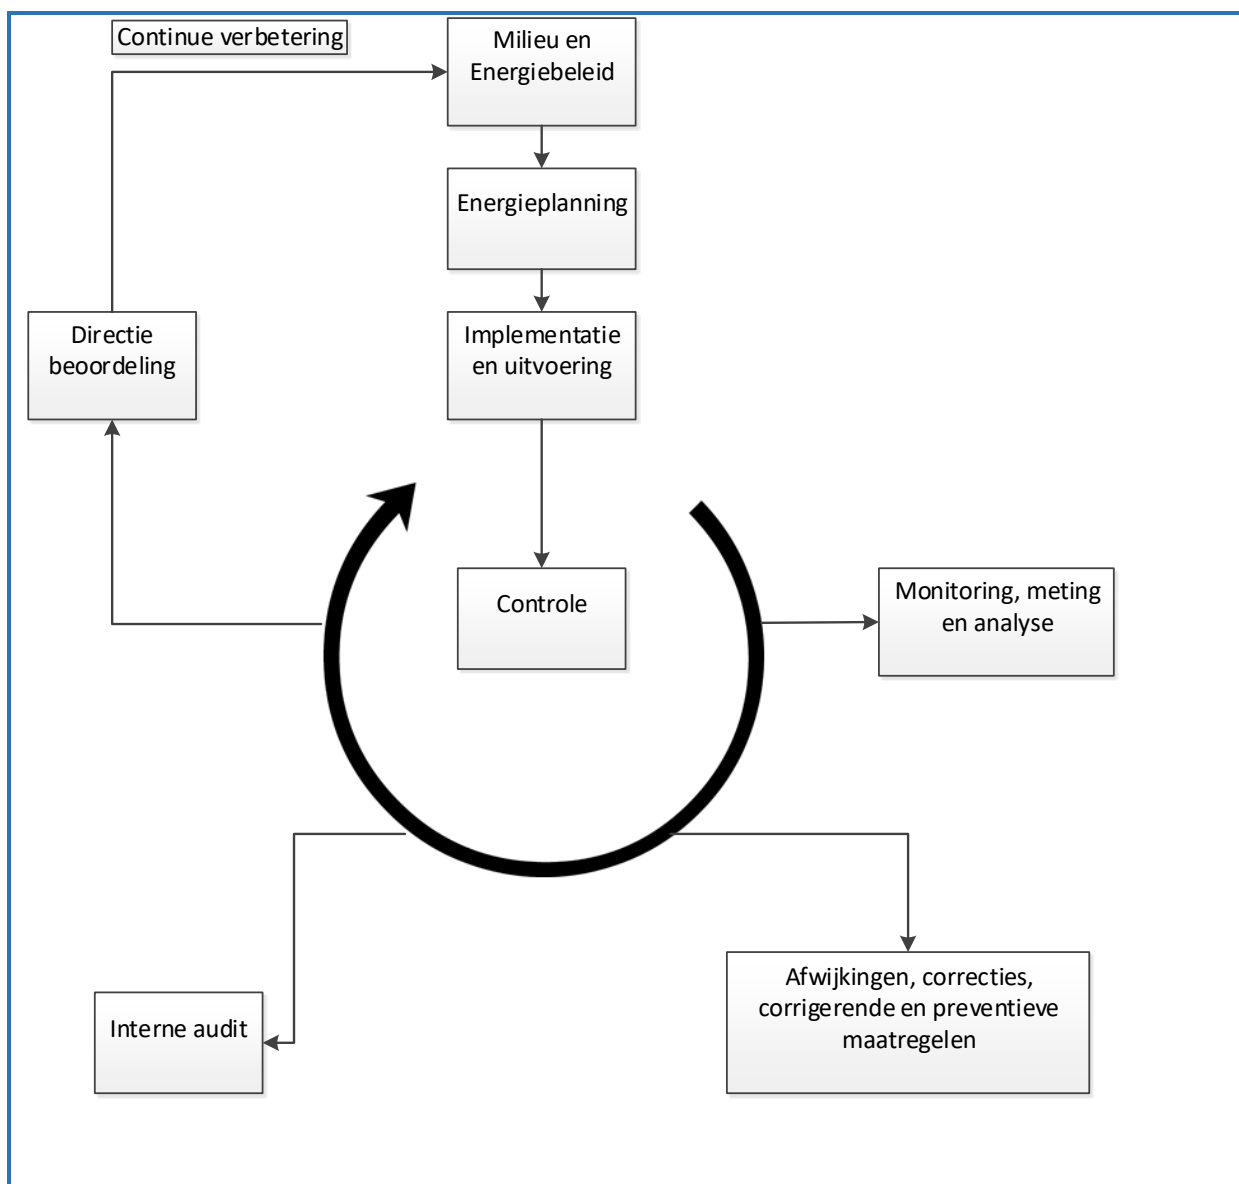 Continue verbetering
Milieu en
Energiebeleid
Energieplanning
Directie
beoordeling
Implementatie
en uitvoering
Controle
Monitoring, meting
en analyse
Afwijkingen, correcties,
corrigerende en preventieve
maatregelen
Interne audit